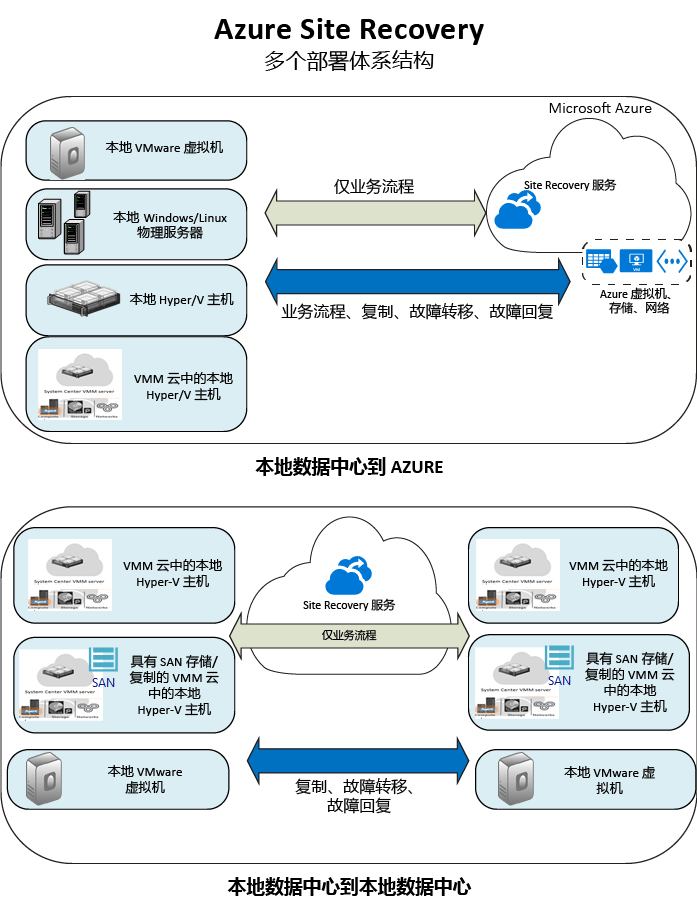 Azure Site Recovery
多个部署体系结构
Microsoft Azure
本地 VMware 虚拟机
本地 Windows/Linux
物理服务器
本地 Hyper/V 主机
VMM 云中的本地
Hyper/V 主机
System Center VMM server
Compute Storage Networks
仅业务流程
Site Recovery 服务
VM
Azure 虚拟机、
存储、网络
业务流程、复制、故障转移、故障回复
本地数据中心到 AZURE
VMM 云中的本地
Hyper-V 主机
System Center VMM server
Compute Storage Networks
Site Recovery 服务
仅业务流程
VMM 云中的本地
Hyper-V 主机
System Center VMM server
Compute Storage Networks
具有 SAN 存储/
复制的 VMM 云
中的本地
Hyper-V 主机
SAN
System Center VMM server
Compute Storage Networks
具有 SAN 存储/
复制的 VMM 云
中的本地
Hyper-V 主机
SAN
System Center VMM server
Compute Storage Networks
本地 VMware
虚拟机
复制、故障转移、
故障回复
本地 VMware 虚
拟机
本地数据中心到本地数据中心